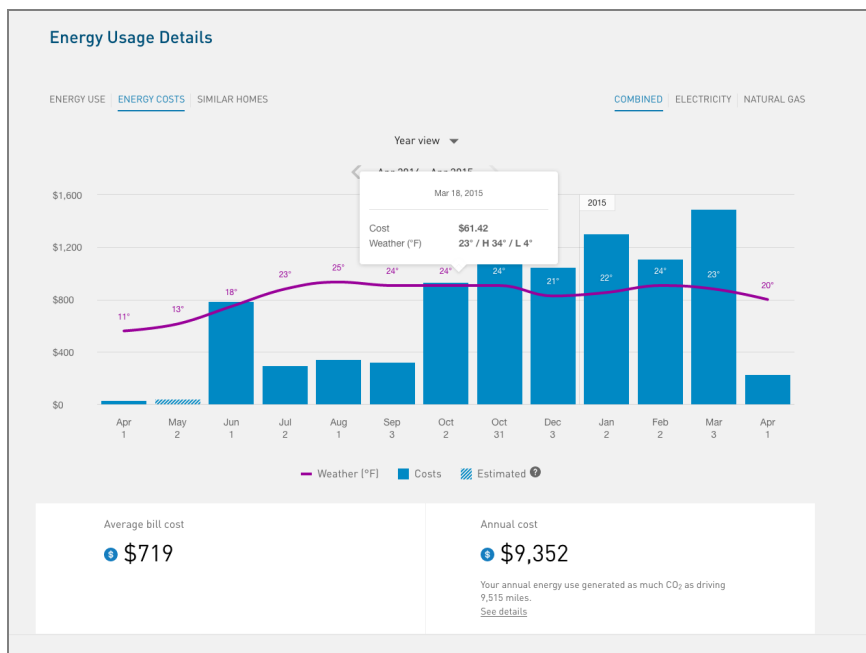 Energy Usage Details
ENERGY USE ENERGY COSTS SIMILAR HOMES COMBINED ELECTRICITY NATURAL GAS
Year view
Apr 2014 - Apr 2015
Mar 18, 2015
Cost $61.42
Weather (°F) 23° / H 34° / L 4°
2015
$1,600
$1,200
$800
$400
$0
11° 13° 18° 23° 25° 24° 24° 24° 21° 22° 24° 23° 20°
Apr May Jun Jul Aug Sep Oct Oct Dec Jan Feb Mar Apr
1 2 1 2 1 3 2 31 3 2 2 3 1
Weather (°F) Costs Estimated ?
Average bill cost
$ $719
Annual cost
$ $9,352
Your annual energy use generated as much CO₂ as driving
9,515 miles.
See details